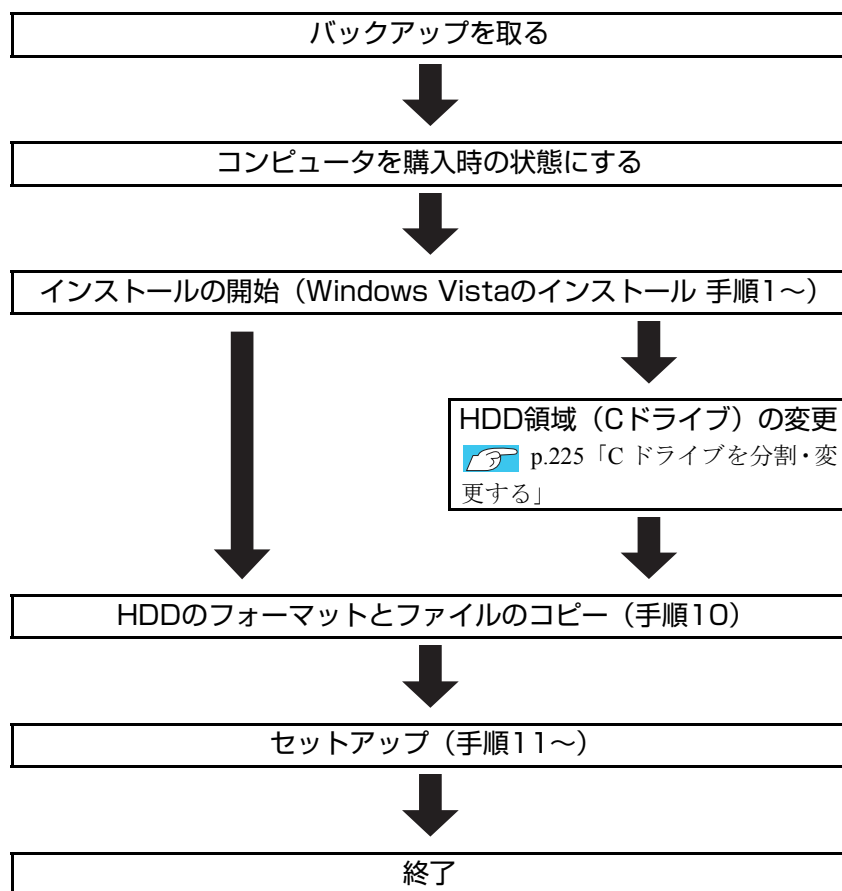 バックアップを取る
コンピュータを購入時の状態にする
インストールの開始（Windows Vistaのインストール 手順1～）
HDD領域（Cドライブ）の変更
p.225「C ドライブを分割・変
更する」
HDDのフォーマットとファイルのコピー（手順10）
セットアップ（手順11～）
終了